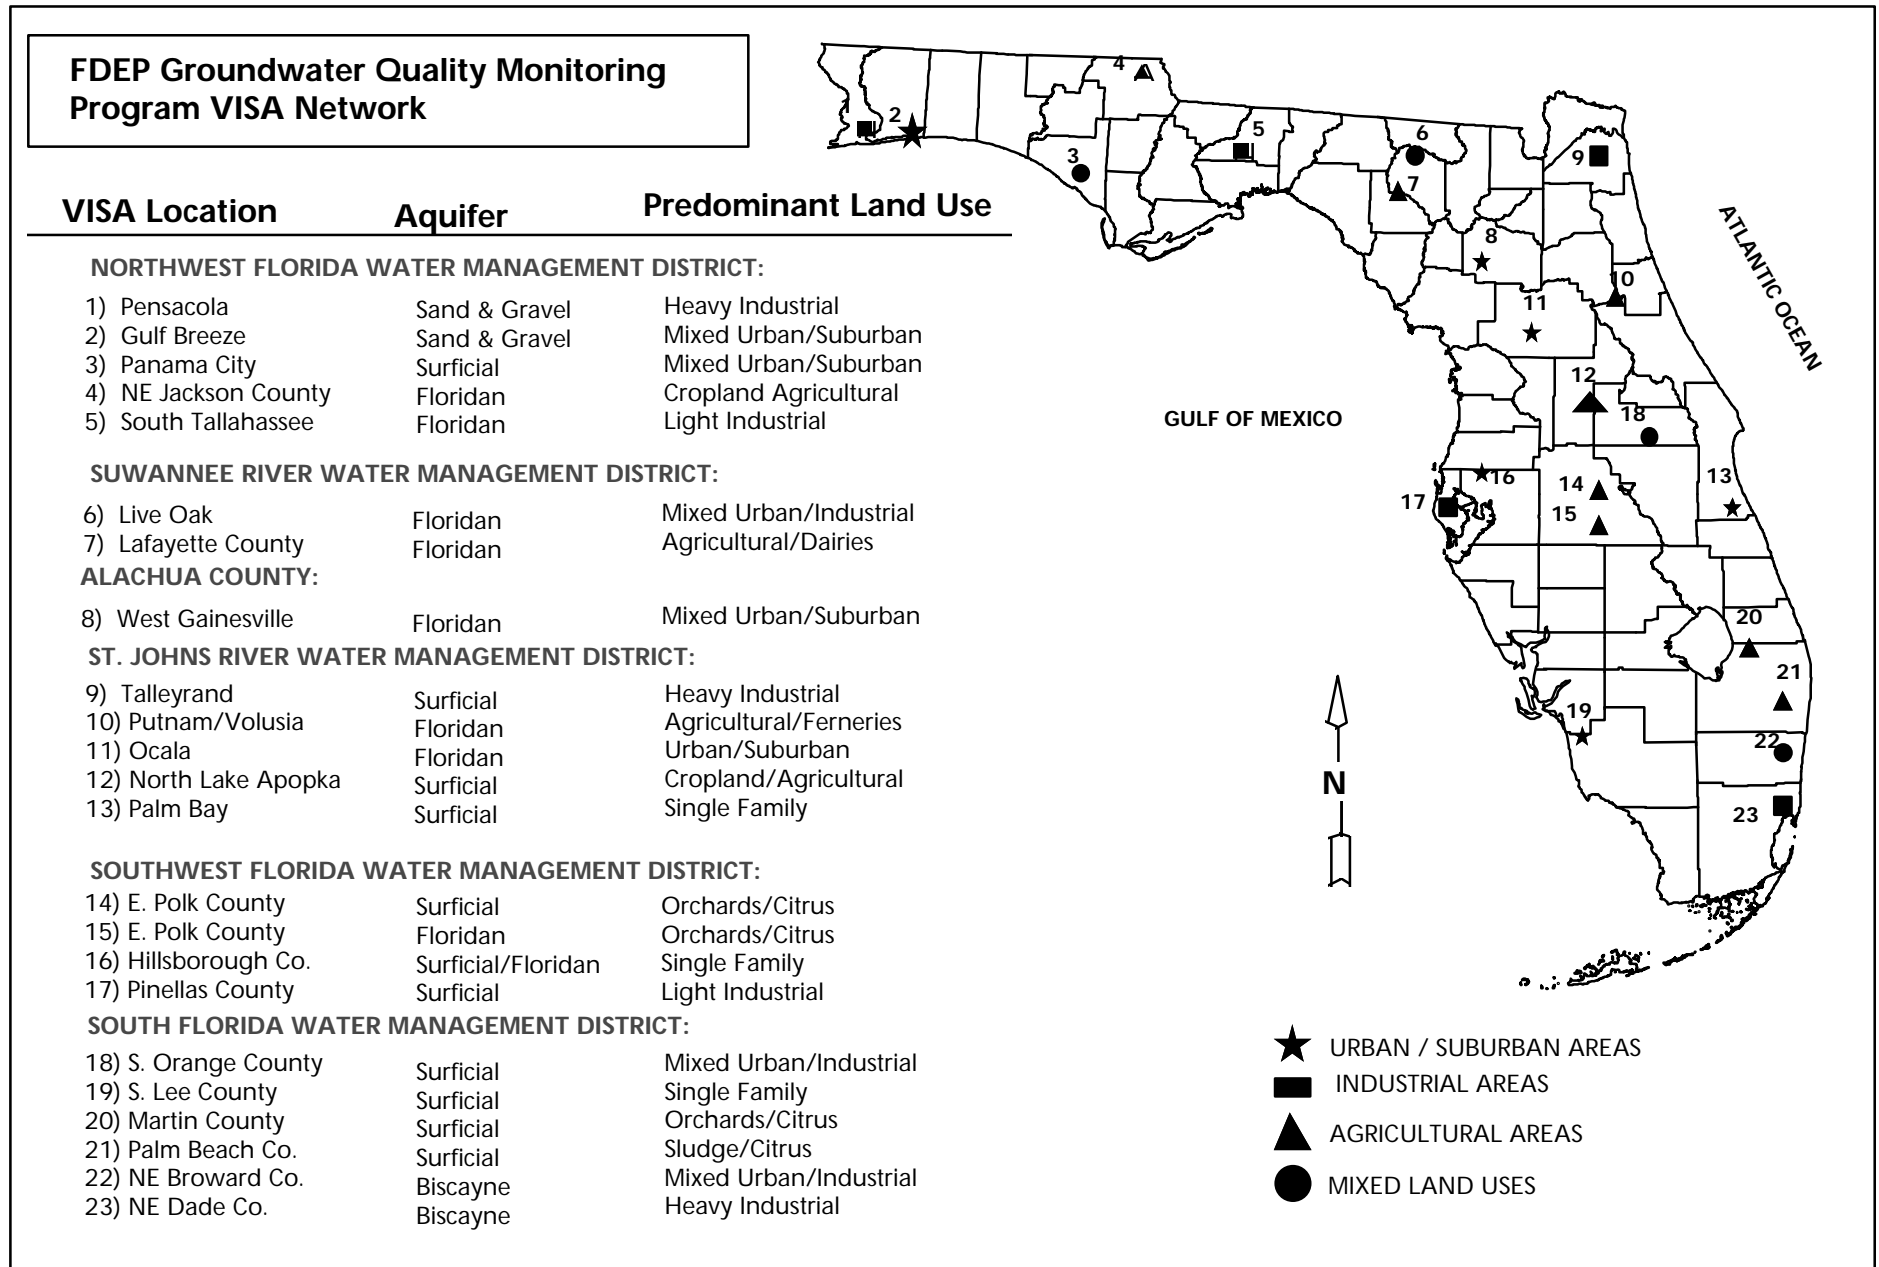 FDEP Groundwater Quality Monitoring
Program VISA Network
VISA Location Aquifer Predominant Land Use
NORTHWEST FLORIDA WATER MANAGEMENT DISTRICT:
1) Pensacola Sand & Gravel Heavy Industrial
2) Gulf Breeze Sand & Gravel Mixed Urban/Suburban
3) Panama City Surficial Mixed Urban/Suburban
4) NE Jackson County Floridan Cropland Agricultural
5) South Tallahassee Floridan Light Industrial
SUWANNEE RIVER WATER MANAGEMENT DISTRICT:
6) Live Oak Floridan Mixed Urban/Industrial
7) Lafayette County Floridan Agricultural/Dairies
ALACHUA COUNTY:
8) West Gainesville Floridan Mixed Urban/Suburban
ST. JOHNS RIVER WATER MANAGEMENT DISTRICT:
9) Talleyrand Surficial Heavy Industrial
10) Putnam/Volusia Floridan Agricultural/Ferneries
11) Ocala Floridan Urban/Suburban
12) North Lake Apopka Surficial Cropland/Agricultural
13) Palm Bay Surficial Single Family
SOUTHWEST FLORIDA WATER MANAGEMENT DISTRICT:
14) E. Polk County Surficial Orchards/Citrus
15) E. Polk County Floridan Orchards/Citrus
16) Hillsborough Co. Surficial/Floridan Single Family
17) Pinellas County Surficial Light Industrial
SOUTH FLORIDA WATER MANAGEMENT DISTRICT:
18) S. Orange County Surficial Mixed Urban/Industrial
19) S. Lee County Surficial Single Family
20) Martin County Surficial Orchards/Citrus
21) Palm Beach Co. Surficial Sludge/Citrus
22) NE Broward Co. Biscayne Mixed Urban/Industrial
23) NE Dade Co. Biscayne Heavy Industrial
4
2
5
6
3
9
7
8
10
11
12
18
13
16
14
17
15
20
21
19
22
23
ATLANTIC OCEAN
GULF OF MEXICO
N
URBAN / SUBURBAN AREAS
INDUSTRIAL AREAS
AGRICULTURAL AREAS
MIXED LAND USES